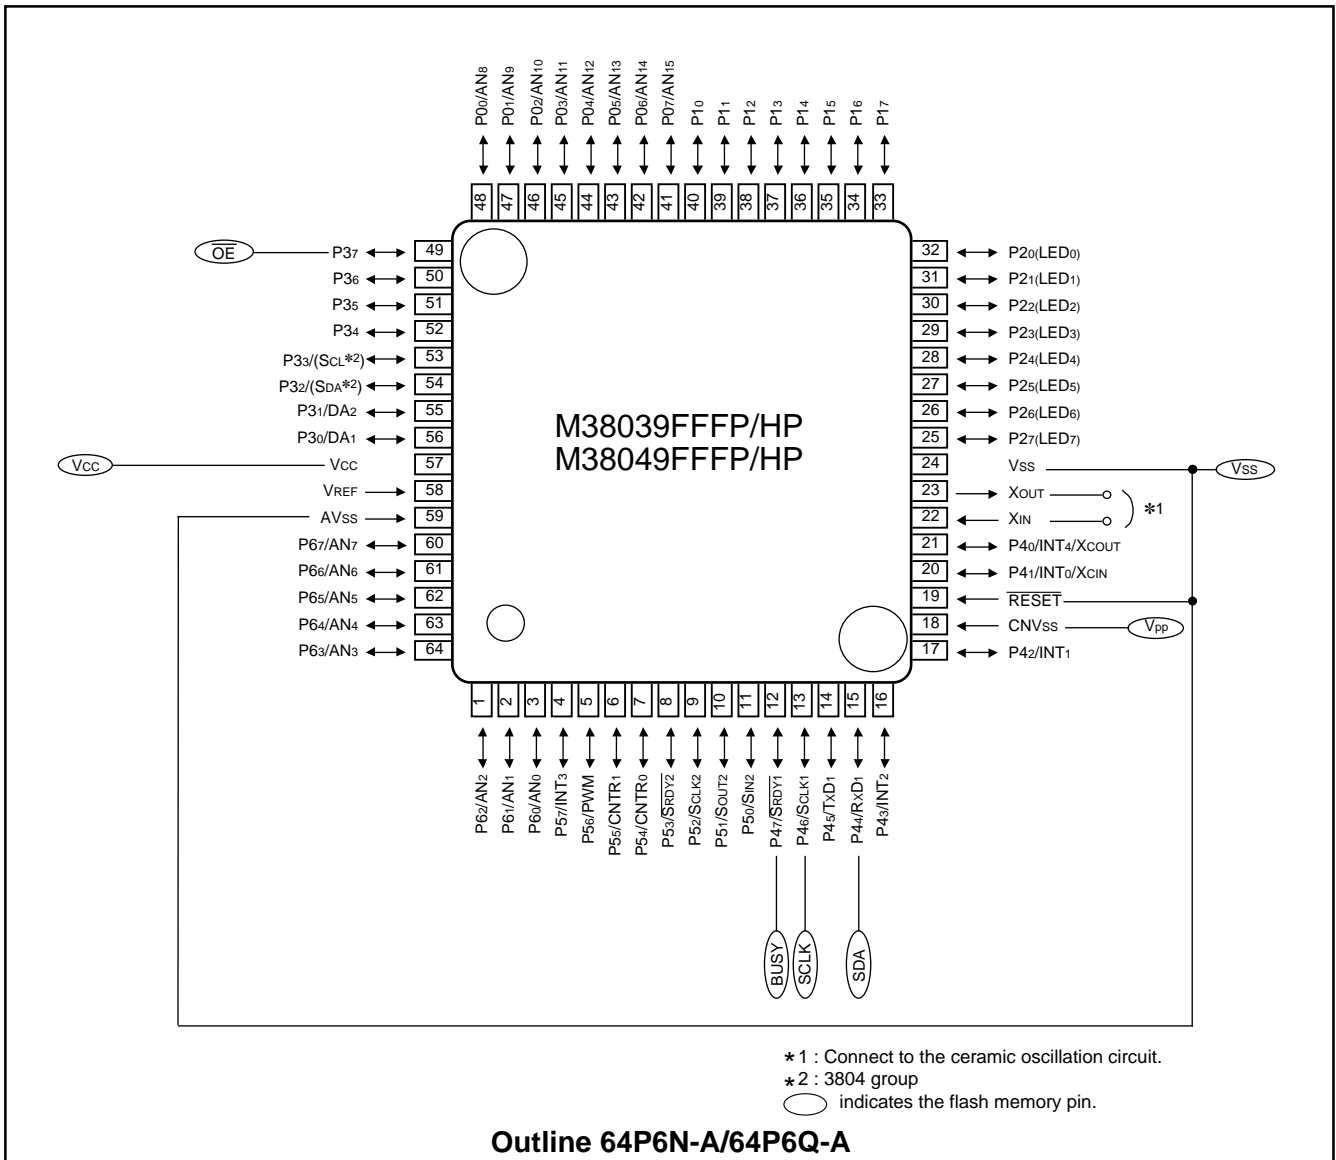 P00/AN8
P01/AN9
P02/AN10
P03/AN11
P04/AN12
P05/AN13
P06/AN14
P07/AN15
P10
P11
P12
P13
P14
P15
P16
P17
48 47 46 45 44 43 42 41 40 39 38 37 36 35 34 33
OE P37 49
P36 50
P35 51
P34 52
P33/(SCL*2) 53
P32/(SDA*2) 54
P31/DA2 55
P30/DA1 56
VCC VCC 57
VREF 58
AVSS 59
P67/AN7 60
P66/AN6 61
P65/AN5 62
P64/AN4 63
P63/AN3 64
M38039FFFP/HP
M38049FFFP/HP
32 P20(LED0)
31 P21(LED1)
30 P22(LED2)
29 P23(LED3)
28 P24(LED4)
27 P25(LED5)
26 P26(LED6)
25 P27(LED7)
24 VSS VSS
23 XOUT
*1
22 XIN
21 P40/INT4/XCOUT
20 P41/INT0/XCIN
19 RESET
18 CNVSS Vpp
17 P42/INT1
1 2 3 4 5 6 7 8 9 10 11 12 13 14 15 16
P62/AN2
P61/AN1
P60/AN0
P57/INT3
P56/PWM
P55/CNTR1
P54/CNTR0
P53/SRDY2
P52/SCLK2
P51/SOUT2
P50/SIN2
P47/SRDY1
P46/SCLK1
P45/TXD1
P44/RXD1
P43/INT2
BUSY
SCLK
SDA
*1 : Connect to the ceramic oscillation circuit.
*2 : 3804 group
indicates the flash memory pin.
Outline 64P6N-A/64P6Q-A